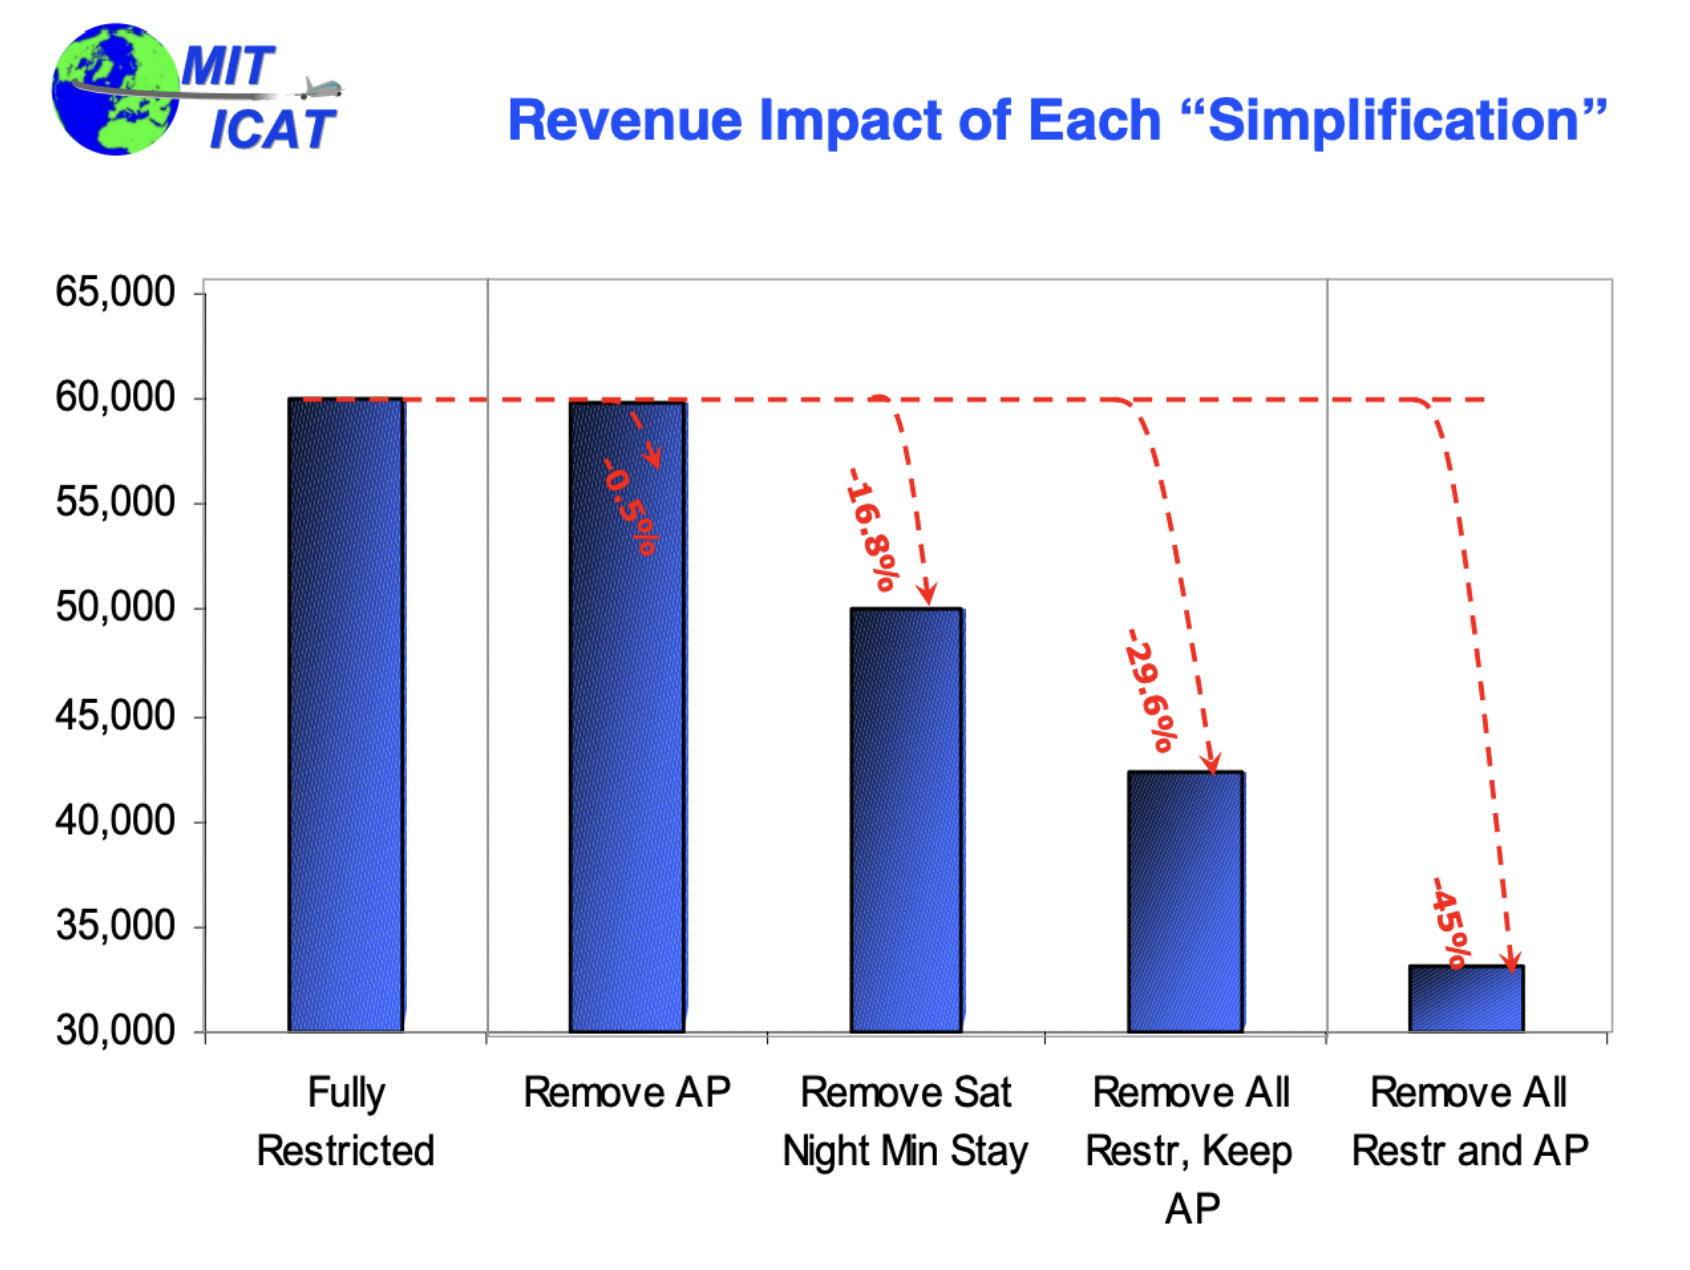 MIT
ICAT
Revenue Impact of Each “Simplification”
65,000
60,000
55,000
50,000
45,000
40,000
35,000
30,000
-0.5%
-16.8%
-29.6%
-45%
Fully
Restricted
Remove AP
Remove Sat
Night Min Stay
Remove All
Restr, Keep
AP
Remove All
Restr and AP